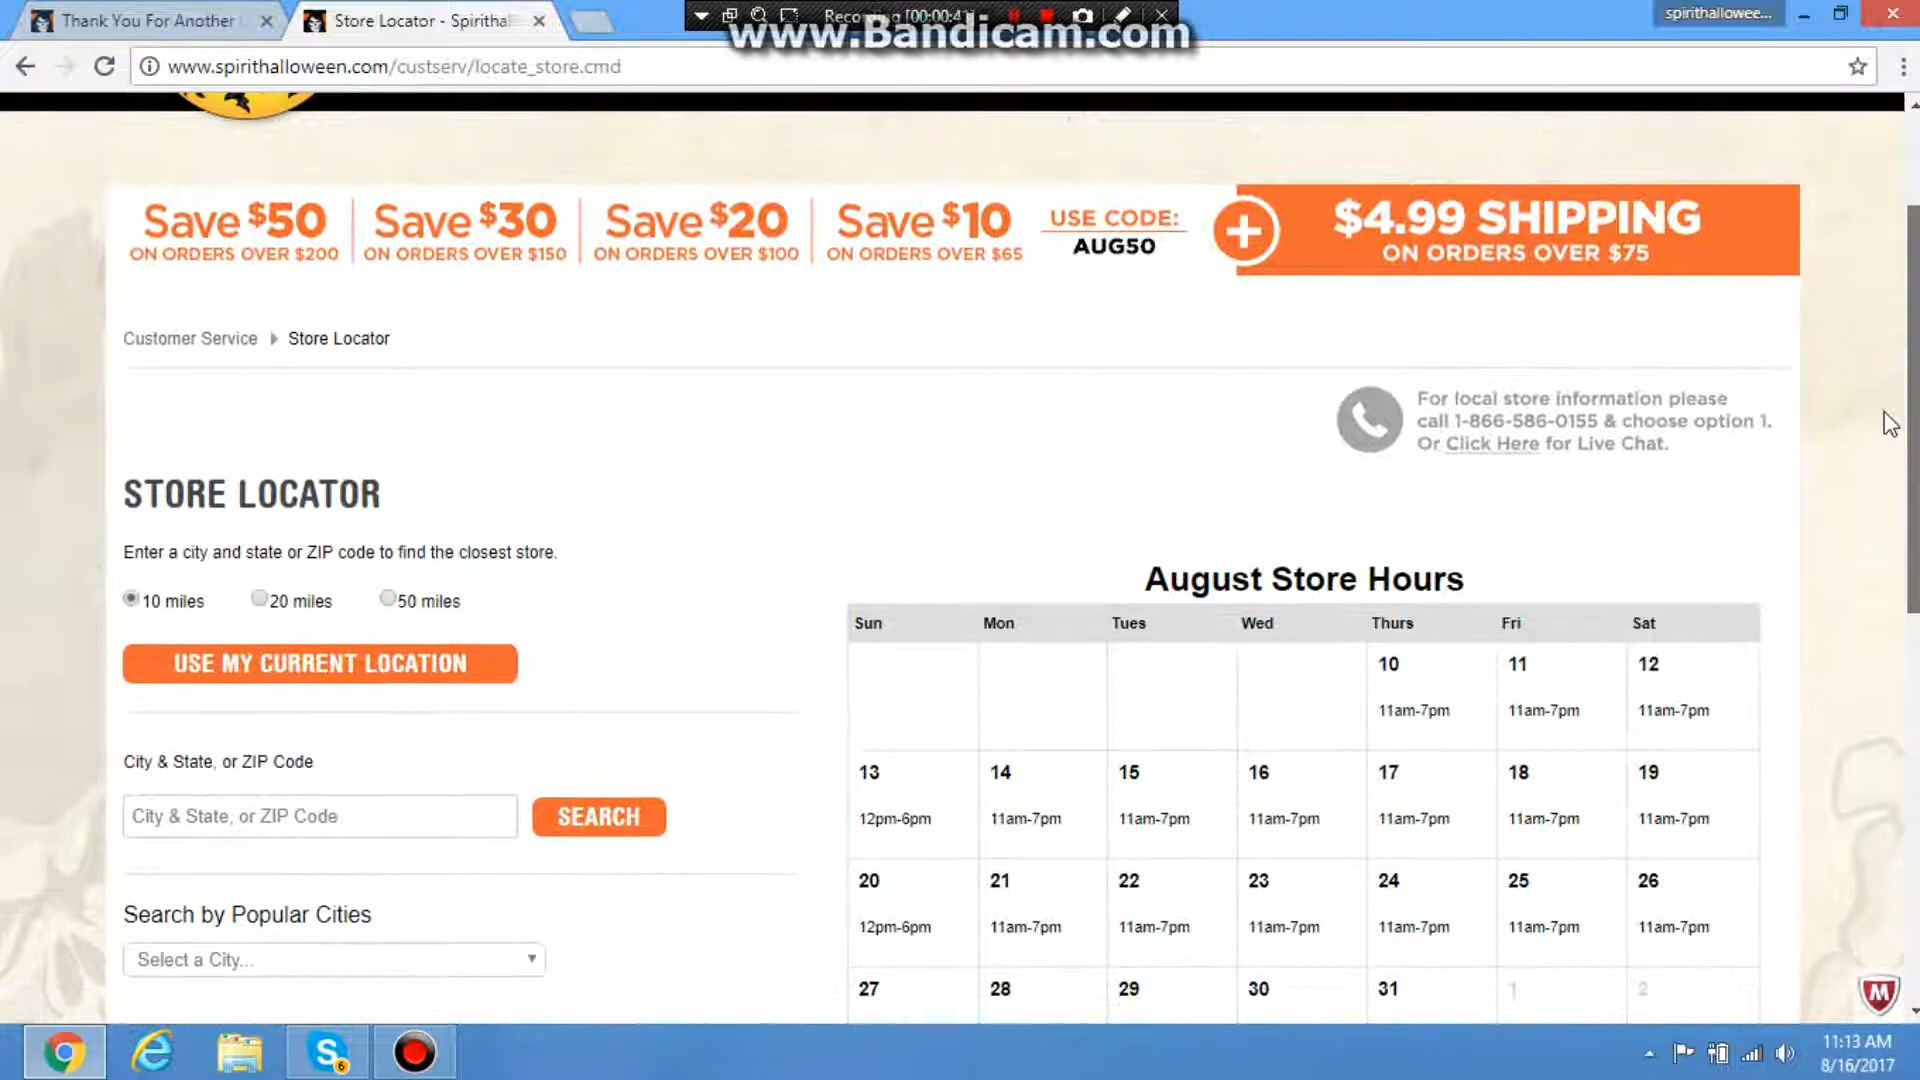 Thank You For Another
Store Locator - Spiritha
Recording [00:00:4
spirithallowee...
www.Bandicam.com
www.spirithalloween.com/custserv/locate_store.cmd
Save $50
ON ORDERS OVER $200
Save $30
ON ORDERS OVER $150
Save $20
ON ORDERS OVER $100
Save $10
ON ORDERS OVER $65
USE CODE:
AUG50
+
$4.99 SHIPPING
ON ORDERS OVER $75
Customer Service Store Locator
For local store information please
call 1-866-586-0155 & choose option 1.
Or Click Here for Live Chat.
STORE LOCATOR
Enter a city and state or ZIP code to find the closest store.
10 miles 20 miles 50 miles
USE MY CURRENT LOCATION
City & State, or ZIP Code
City & State, or ZIP Code
SEARCH
Search by Popular Cities
Select a City...
August Store Hours
Sun Mon Tues Wed Thurs Fri Sat
10 11 12
11am-7pm 11am-7pm 11am-7pm
13 14 15 16 17 18 19
12pm-6pm 11am-7pm 11am-7pm 11am-7pm 11am-7pm 11am-7pm 11am-7pm
20 21 22 23 24 25 26
12pm-6pm 11am-7pm 11am-7pm 11am-7pm 11am-7pm 11am-7pm 11am-7pm
27 28 29 30 31 1 2
M
S
6
11:13 AM
8/16/2017